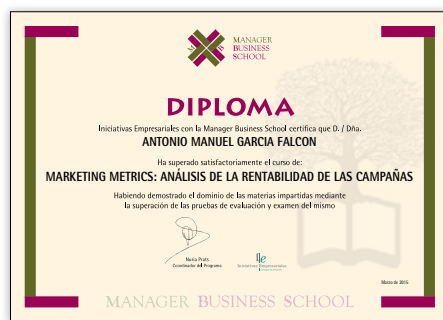 M
B
MANAGER
BUSINESS
SCHOOL
DIPLOMA
Iniciativas Empresariales con la Manager Business School certifica que D. / Dña.
ANTONIO MANUEL GARCIA FALCON
Ha superado satisfactoriamente el curso de:
MARKETING METRICS: ANÁLISIS DE LA RENTABILIDAD DE LAS CAMPAÑAS
Habiendo demostrado el dominio de las materias impartidas mediante
la superación de las pruebas de evaluación y examen del mismo
Nuria Prats
Coordinador del Programa
Iniciativas Empresariales
Marzo de 2015
MANAGER BUSINESS SCHOOL